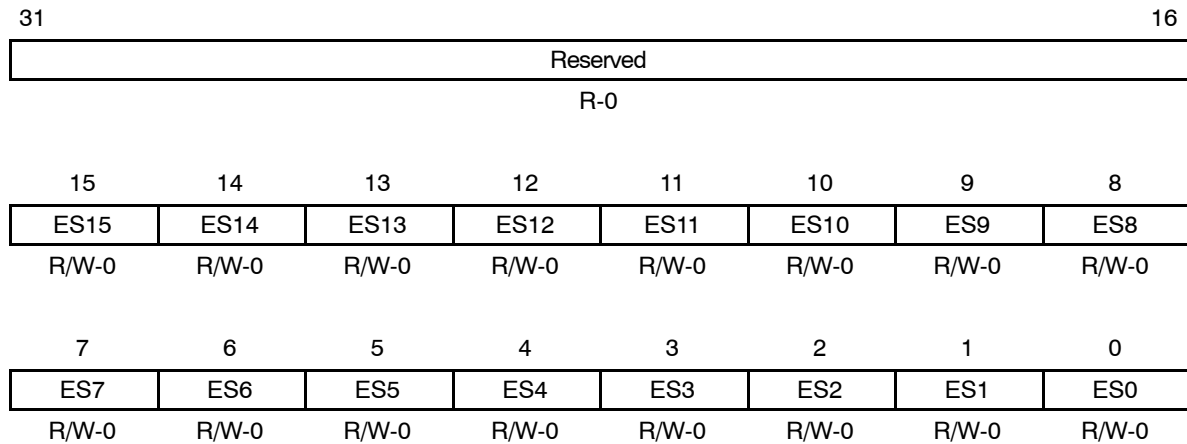 31 16
Reserved
R-0
15 14 13 12 11 10 9 8
ES15 ES14 ES13 ES12 ES11 ES10 ES9 ES8
R/W-0 R/W-0 R/W-0 R/W-0 R/W-0 R/W-0 R/W-0 R/W-0
7 6 5 4 3 2 1 0
ES7 ES6 ES5 ES4 ES3 ES2 ES1 ES0
R/W-0 R/W-0 R/W-0 R/W-0 R/W-0 R/W-0 R/W-0 R/W-0